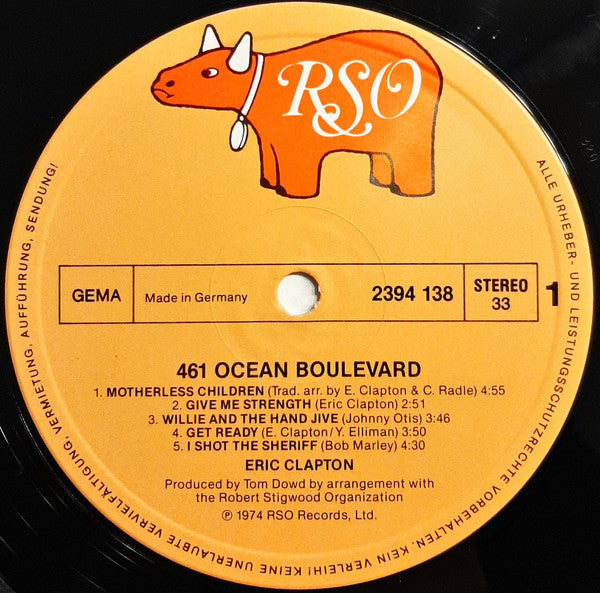 RSO
GEMA
Made in Germany
2394 138
STEREO
33
1
461 OCEAN BOULEVARD
1. MOTHERLESS CHILDREN (Trad. arr. by E. Clapton & C. Radle) 4:55
2. GIVE ME STRENGTH (Eric Clapton) 2:51
3. WILLIE AND THE HAND JIVE (Johnny Otis) 3:46
4. GET READY (E. Clapton/Y. Elliman) 3:50
5. I SHOT THE SHERIFF (Bob Marley) 4:30
ERIC CLAPTON
Produced by Tom Dowd by arrangement with
the Robert Stigwood Organization
℗ 1974 RSO Records, Ltd.
ALLE URHEBER- UND LEISTUNGSSCHUTZRECHTE VORBEHALTEN. KEIN VERLEIH! KEINE UNERLAUBTE VERVIELFÄLTIGUNG, VERMIETUNG, AUFFÜHRUNG, SENDUNG!